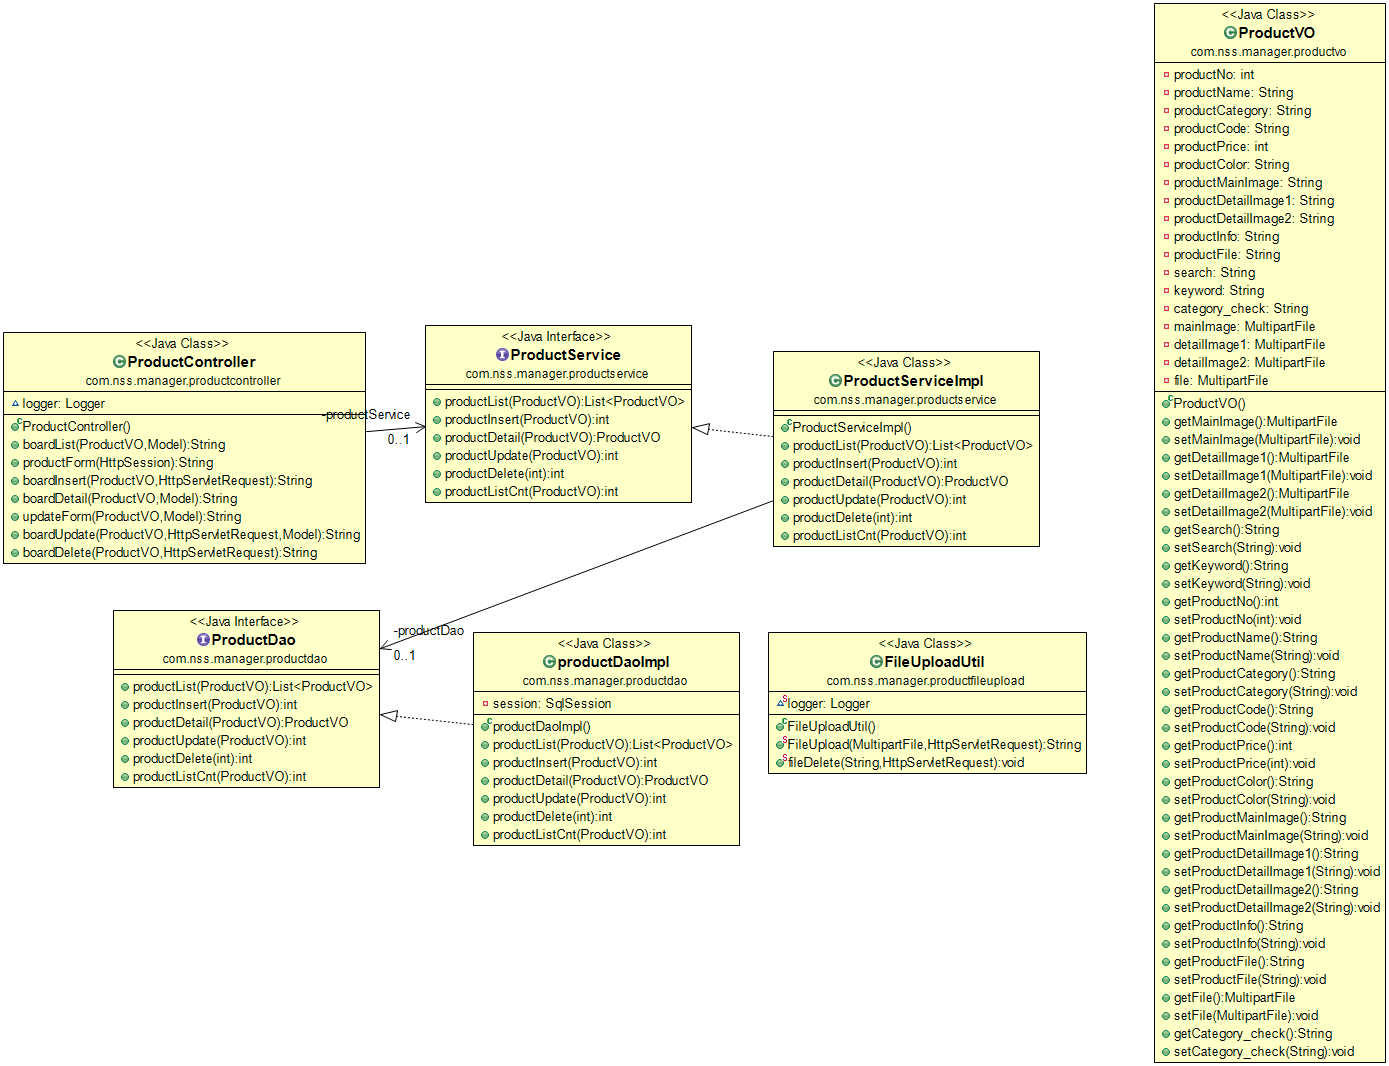 <<Java Class>>
ProductVO
com.nss.manager.productvo
productNo: int
productName: String
productCategory: String
productCode: String
productPrice: int
productColor: String
productMainImage: String
productDetailImage1: String
productDetailImage2: String
productInfo: String
productFile: String
search: String
keyword: String
category_check: String
mainImage: MultipartFile
detailImage1: MultipartFile
detailImage2: MultipartFile
file: MultipartFile
ProductVO()
getMainImage():MultipartFile
setMainImage(MultipartFile):void
getDetailImage1():MultipartFile
setDetailImage1(MultipartFile):void
getDetailImage2():MultipartFile
setDetailImage2(MultipartFile):void
getSearch():String
setSearch(String):void
getKeyword():String
setKeyword(String):void
getProductNo():int
setProductNo(int):void
getProductName():String
setProductName(String):void
getProductCategory():String
setProductCategory(String):void
getProductCode():String
setProductCode(String):void
getProductPrice():int
setProductPrice(int):void
getProductColor():String
setProductColor(String):void
getProductMainImage():String
setProductMainImage(String):void
getProductDetailImage1():String
setProductDetailImage1(String):void
getProductDetailImage2():String
setProductDetailImage2(String):void
getProductInfo():String
setProductInfo(String):void
getProductFile():String
setProductFile(String):void
getFile():MultipartFile
setFile(MultipartFile):void
getCategory_check():String
setCategory_check(String):void
<<Java Class>>
ProductController
com.nss.manager.productcontroller
logger: Logger
ProductController()
boardList(ProductVO,Model):String
productForm(HttpSession):String
boardInsert(ProductVO,HttpServletRequest):String
boardDetail(ProductVO,Model):String
updateForm(ProductVO,Model):String
boardUpdate(ProductVO,HttpServletRequest,Model):String
boardDelete(ProductVO,HttpServletRequest):String
-productService
0..1
<<Java Interface>>
ProductService
com.nss.manager.productservice
productList(ProductVO):List<ProductVO>
productInsert(ProductVO):int
productDetail(ProductVO):ProductVO
productUpdate(ProductVO):int
productDelete(int):int
productListCnt(ProductVO):int
<<Java Class>>
ProductServiceImpl
com.nss.manager.productservice
ProductServiceImpl()
productList(ProductVO):List<ProductVO>
productInsert(ProductVO):int
productDetail(ProductVO):ProductVO
productUpdate(ProductVO):int
productDelete(int):int
productListCnt(ProductVO):int
<<Java Interface>>
ProductDao
com.nss.manager.productdao
productList(ProductVO):List<ProductVO>
productInsert(ProductVO):int
productDetail(ProductVO):ProductVO
productUpdate(ProductVO):int
productDelete(int):int
productListCnt(ProductVO):int
-productDao
0..1
<<Java Class>>
productDaoImpl
com.nss.manager.productdao
session: SqlSession
productDaoImpl()
productList(ProductVO):List<ProductVO>
productInsert(ProductVO):int
productDetail(ProductVO):ProductVO
productUpdate(ProductVO):int
productDelete(int):int
productListCnt(ProductVO):int
<<Java Class>>
FileUploadUtil
com.nss.manager.productfileupload
logger: Logger
FileUploadUtil()
FileUpload(MultipartFile,HttpServletRequest):String
fileDelete(String,HttpServletRequest):void